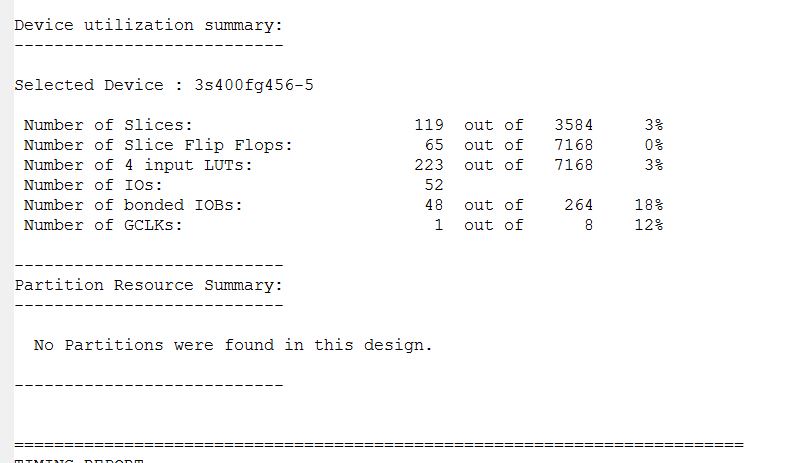 Device utilization summary:
---------------------------
Selected Device : 3s400fg456-5
Number of Slices: 119 out of 3584 3%
Number of Slice Flip Flops: 65 out of 7168 0%
Number of 4 input LUTs: 223 out of 7168 3%
Number of IOs: 52
Number of bonded IOBs: 48 out of 264 18%
Number of GCLKs: 1 out of 8 12%
---------------------------
Partition Resource Summary:
---------------------------
No Partitions were found in this design.
---------------------------
=========================================================================
TIMING REPORT